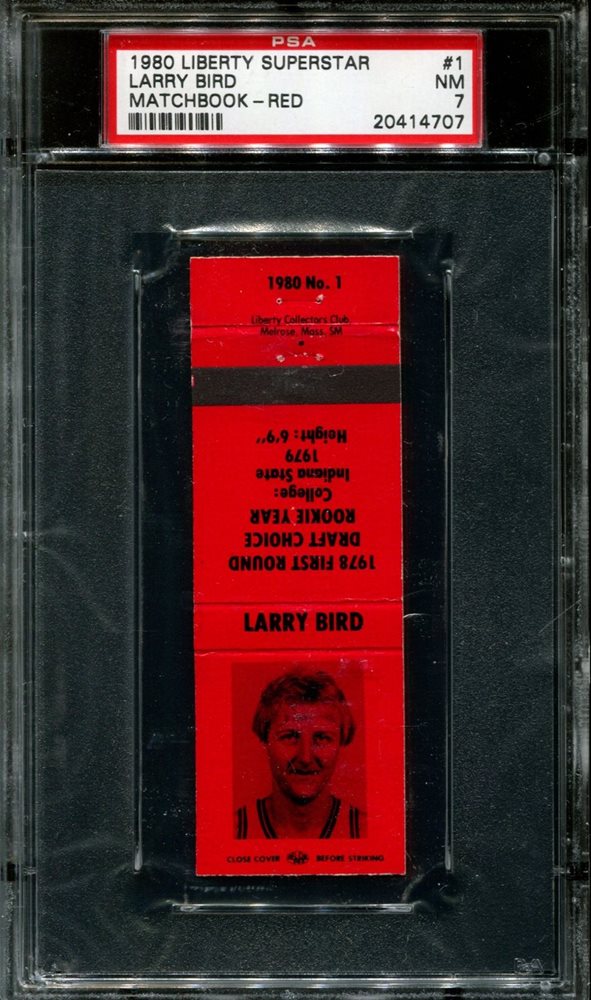 PSA
1980 LIBERTY SUPERSTAR #1
LARRY BIRD NM
MATCHBOOK - RED 7
20414707
1980 No. 1
Liberty Collectors Club
Melrose, Mass. SM
1978 FIRST ROUND
DRAFT CHOICE
ROOKIE YEAR
College:
Indiana State
1979
Height: 6'9"
LARRY BIRD
CLOSE COVER BEFORE STRIKING